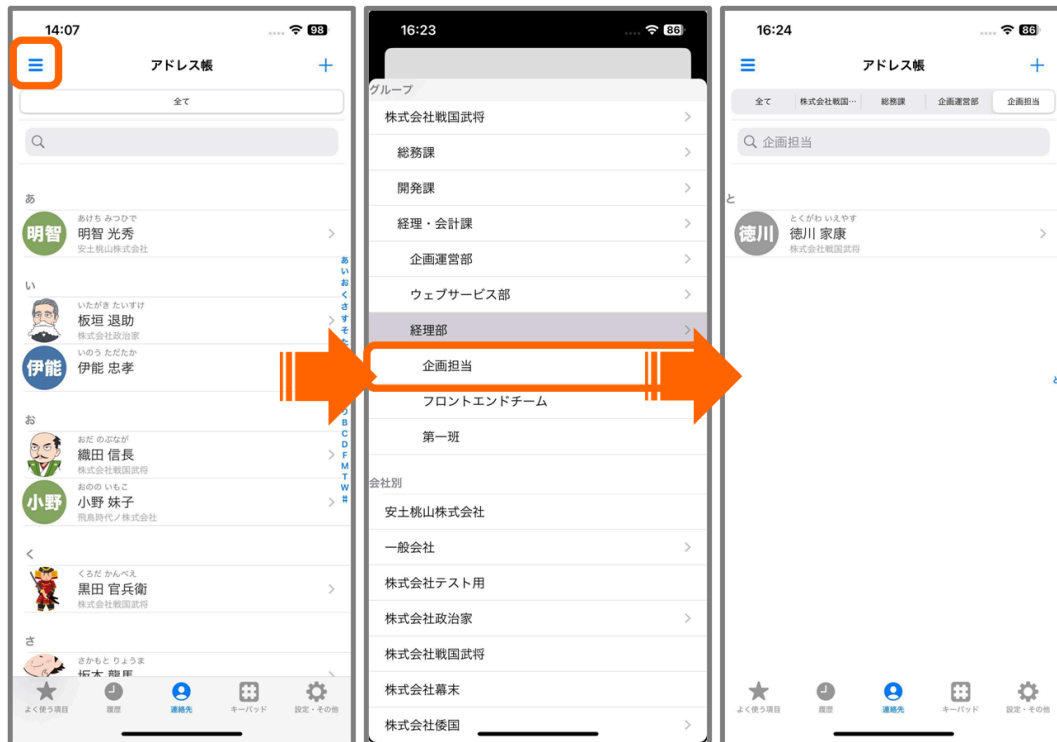 14:07
98
アドレス帳
全て
あ
あけち みつひで
明智
明智 光秀
安土桃山株式会社
い
いたがき たいすけ
板垣 退助
株式会社政治家
いのう ただたか
伊能
伊能 忠孝
お
おだ のぶなが
織田 信長
株式会社戦国武将
おのの いもこ
小野
小野 妹子
飛鳥時代ノ株式会社
く
くろだ かんべえ
黒田 官兵衛
株式会社戦国武将
さ
さかもと りょうま
坂本 龍馬
あ
い
お
く
さ
す
そ
た
B
C
D
F
M
T
W
#
よく使う項目
履歴
連絡先
キーパッド
設定・その他
16:23
86
グループ
株式会社戦国武将
総務課
開発課
経理・会計課
企画運営部
ウェブサービス部
経理部
企画担当
フロントエンドチーム
第一班
会社別
安土桃山株式会社
一般会社
株式会社テスト用
株式会社政治家
株式会社戦国武将
株式会社幕末
株式会社倭国
16:24
86
アドレス帳
全て
株式会社戦国…
総務課
企画運営部
企画担当
企画担当
と
とくがわ いえやす
徳川
徳川 家康
株式会社戦国武将
と
よく使う項目
履歴
連絡先
キーパッド
設定・その他